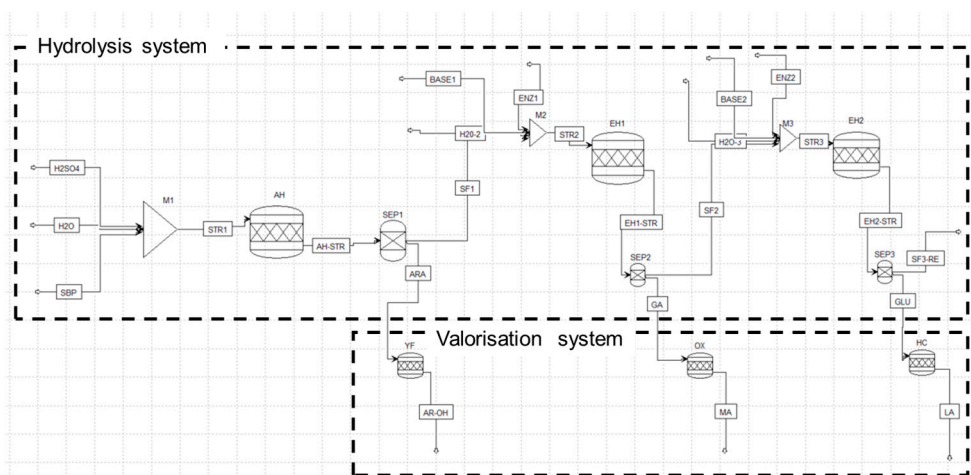 Hydrolysis system
BASE1
ENZ1
M2
H20-2
STR2
EH1
BASE2
ENZ2
M3
H2O-3
STR3
EH2
H2SO4
M1
AH
SF1
SF2
H2O
STR1
SEP1
AH-STR
EH1-STR
EH2-STR
SBP
ARA
SEP2
GA
SEP3
SF3-RE
GLU
Valorisation system
YF
OX
HC
AR-OH
MA
LA